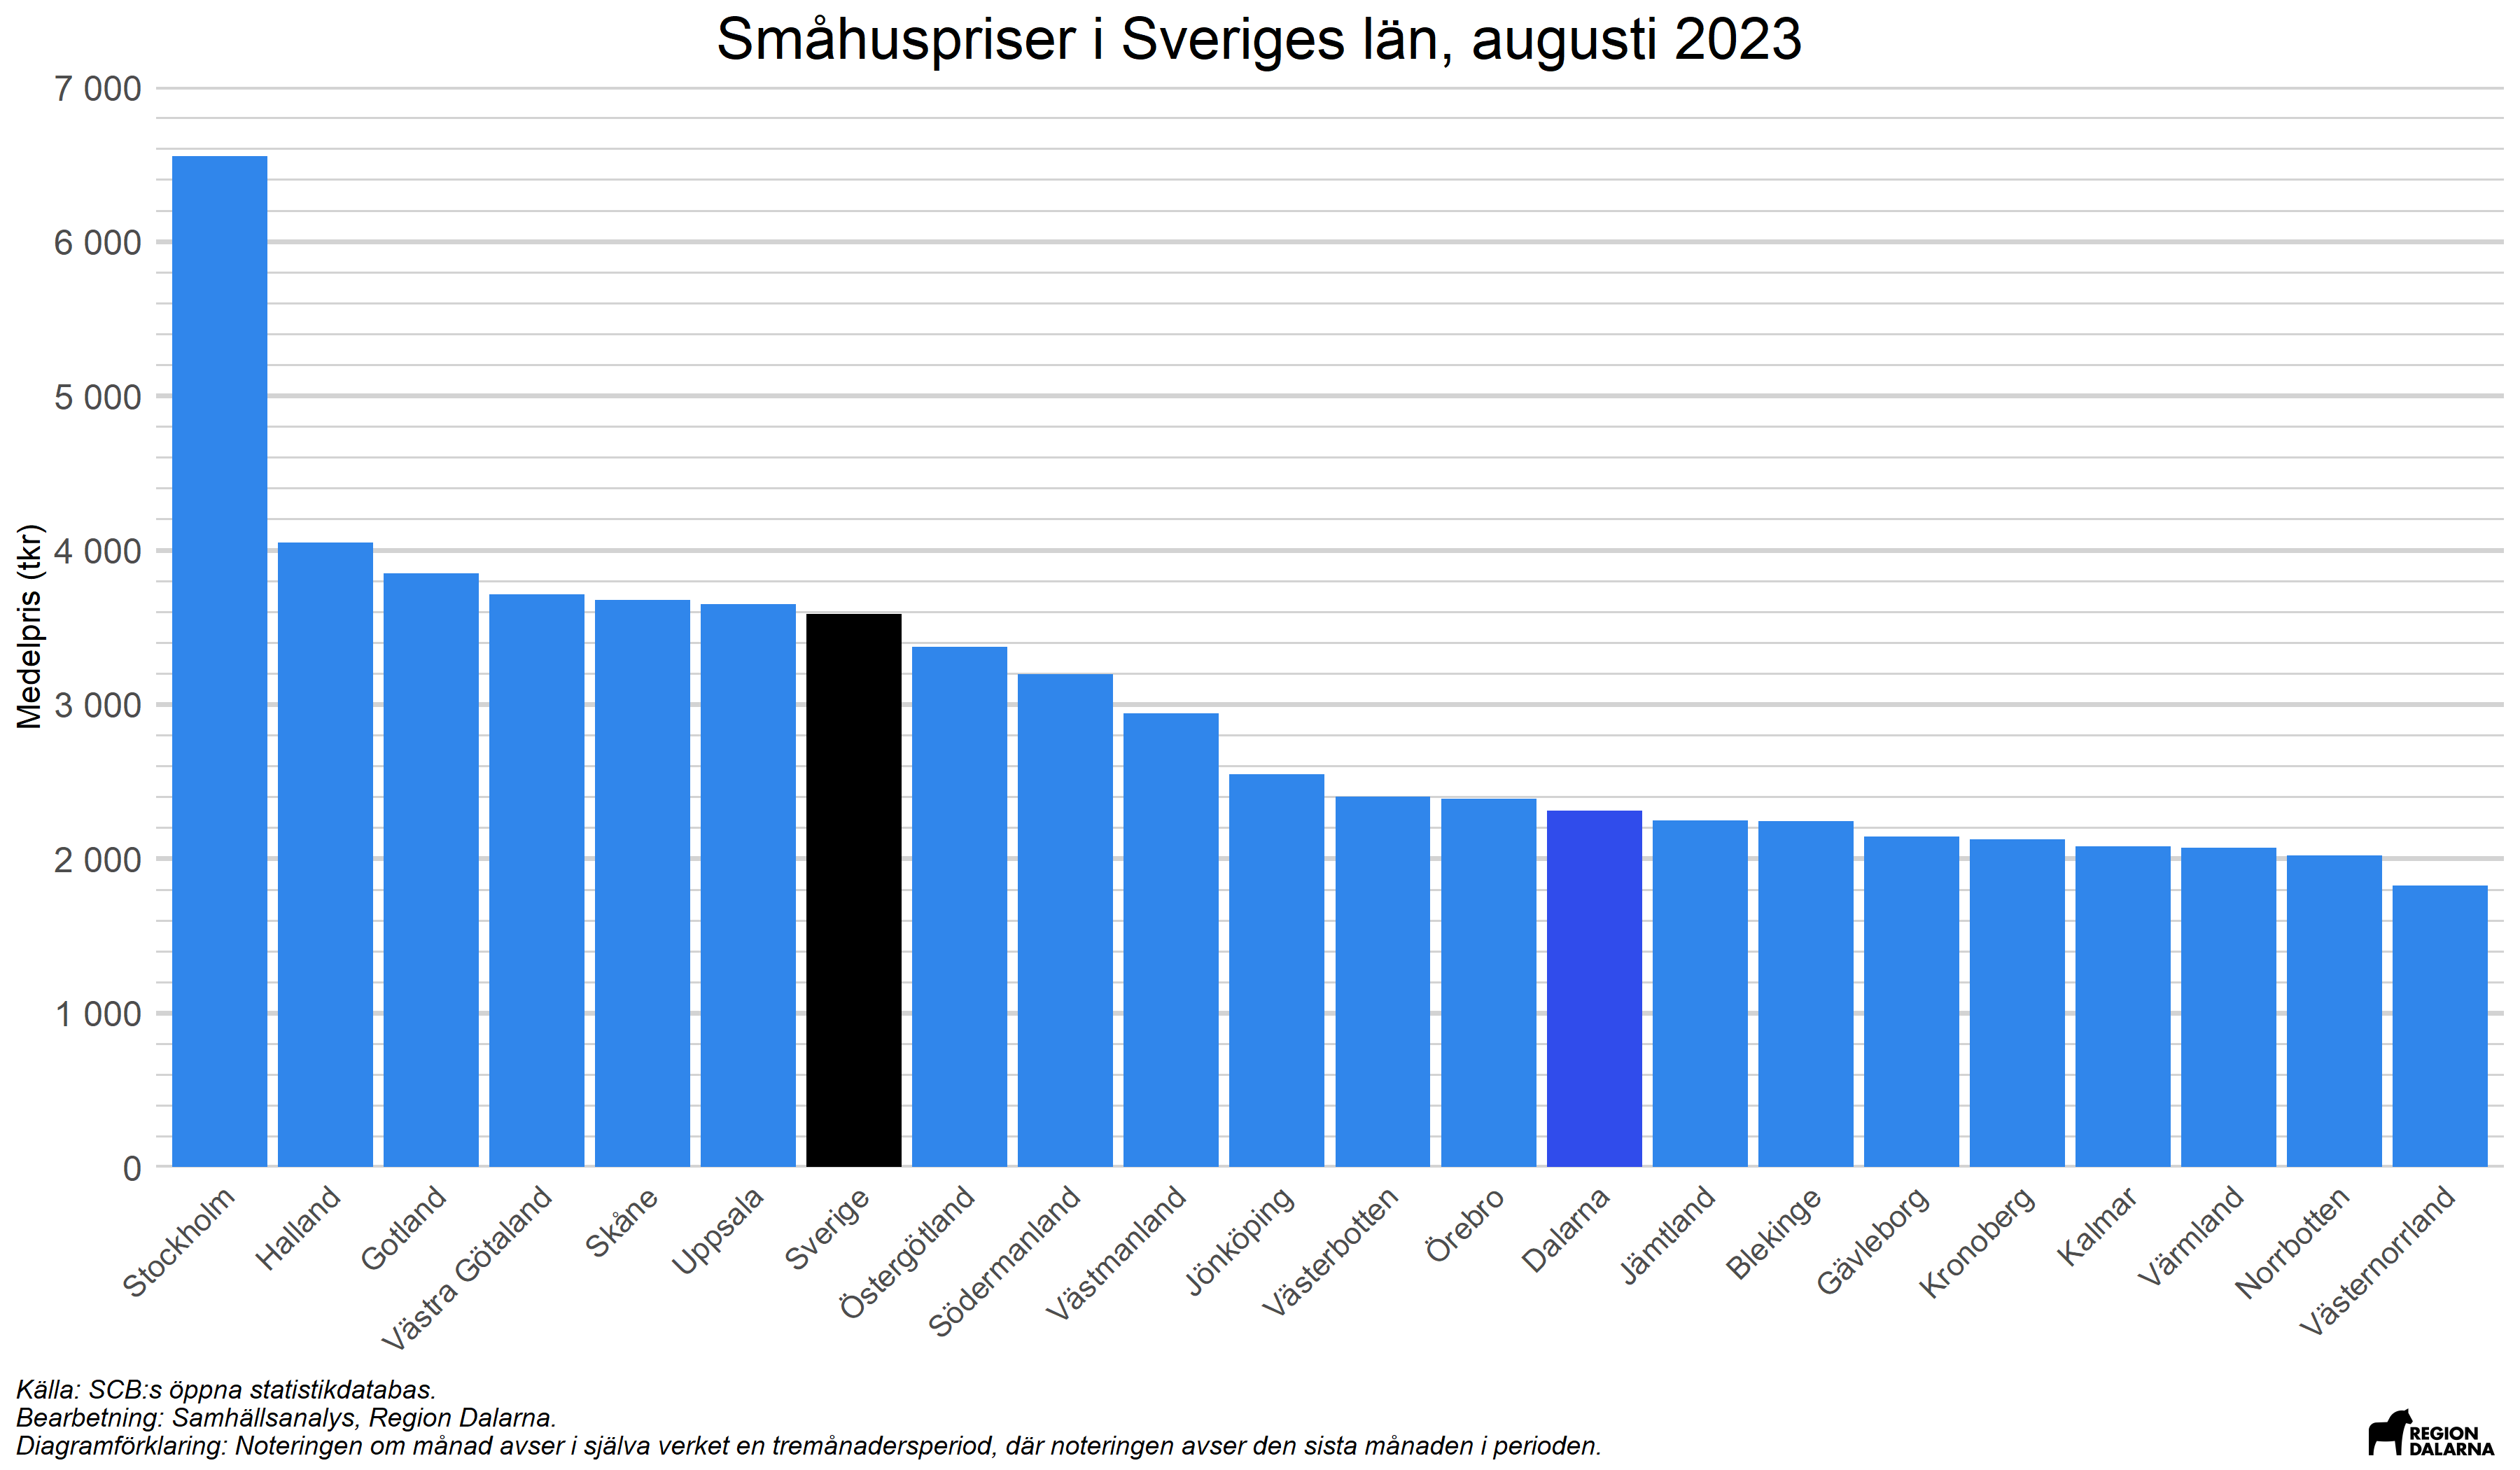 Småhuspriser i Sveriges län, augusti 2023
7 000
6 000
5 000
4 000
3 000
2 000
1 000
0
Medelpris (tkr)
Stockholm
Halland
Gotland
Västra Götaland
Skåne
Uppsala
Sverige
Östergötland
Södermanland
Västmanland
Jönköping
Västerbotten
Örebro
Dalarna
Jämtland
Blekinge
Gävleborg
Kronoberg
Kalmar
Värmland
Norrbotten
Västernorrland
Källa: SCB:s öppna statistikdatabas.
Bearbetning: Samhällsanalys, Region Dalarna.
Diagramförklaring: Noteringen om månad avser i själva verket en tremånadersperiod, där noteringen avser den sista månaden i perioden.
REGION
DALARNA